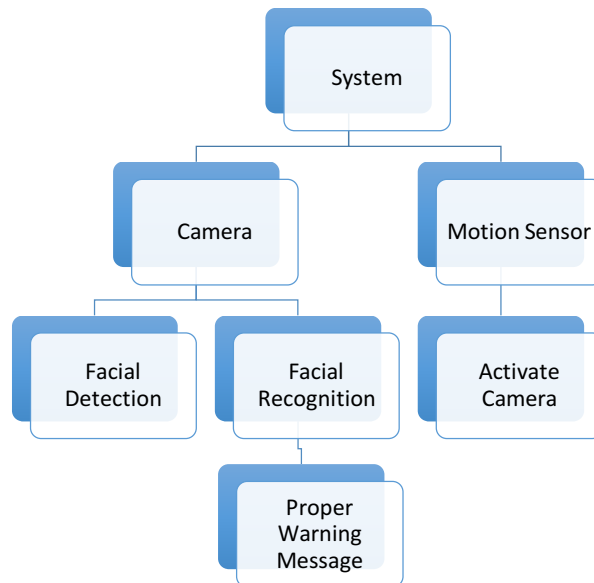 System
Camera
Motion Sensor
Facial
Detection
Facial
Recognition
Activate
Camera
Proper
Warning
Message